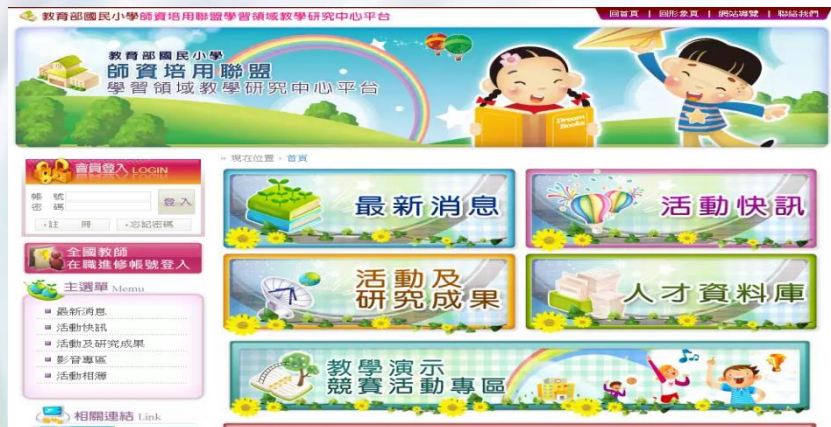 教育部國民小學師資培用聯盟學習領域教學研究中心平台
回首頁 | 回形象頁 | 網站導覽 | 聯絡我們
教育部國民小學
師資培用聯盟
學習領域教學研究中心平台
Dream
Books
會員登入 LOGIN
帳 號
密 碼
登入
註 冊
忘記密碼
全國教師
在職進修帳號登入
主選單 Memu
最新消息
活動快訊
活動及研究成果
影音專區
活動相簿
相關連結 Link
現在位置
首頁
最新消息
活動快訊
活動及
研究成果
人才資料庫
教學演示
競賽活動專區